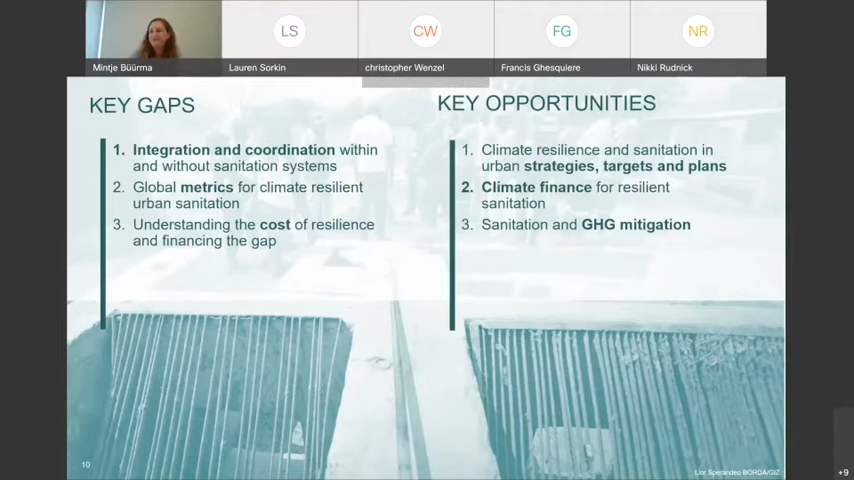 LS
CW
FG
NR
Mintje Büürma
Lauren Sorkin
christopher Wenzel
Francis Ghesquiere
Nikki Rudnick
KEY GAPS
1. Integration and coordination within
and without sanitation systems
2. Global metrics for climate resilient
urban sanitation
3. Understanding the cost of resilience
and financing the gap
KEY OPPORTUNITIES
1. Climate resilience and sanitation in
urban strategies, targets and plans
2. Climate finance for resilient
sanitation
3. Sanitation and GHG mitigation
10
Lior Sperandeo BORDA/GIZ
+9